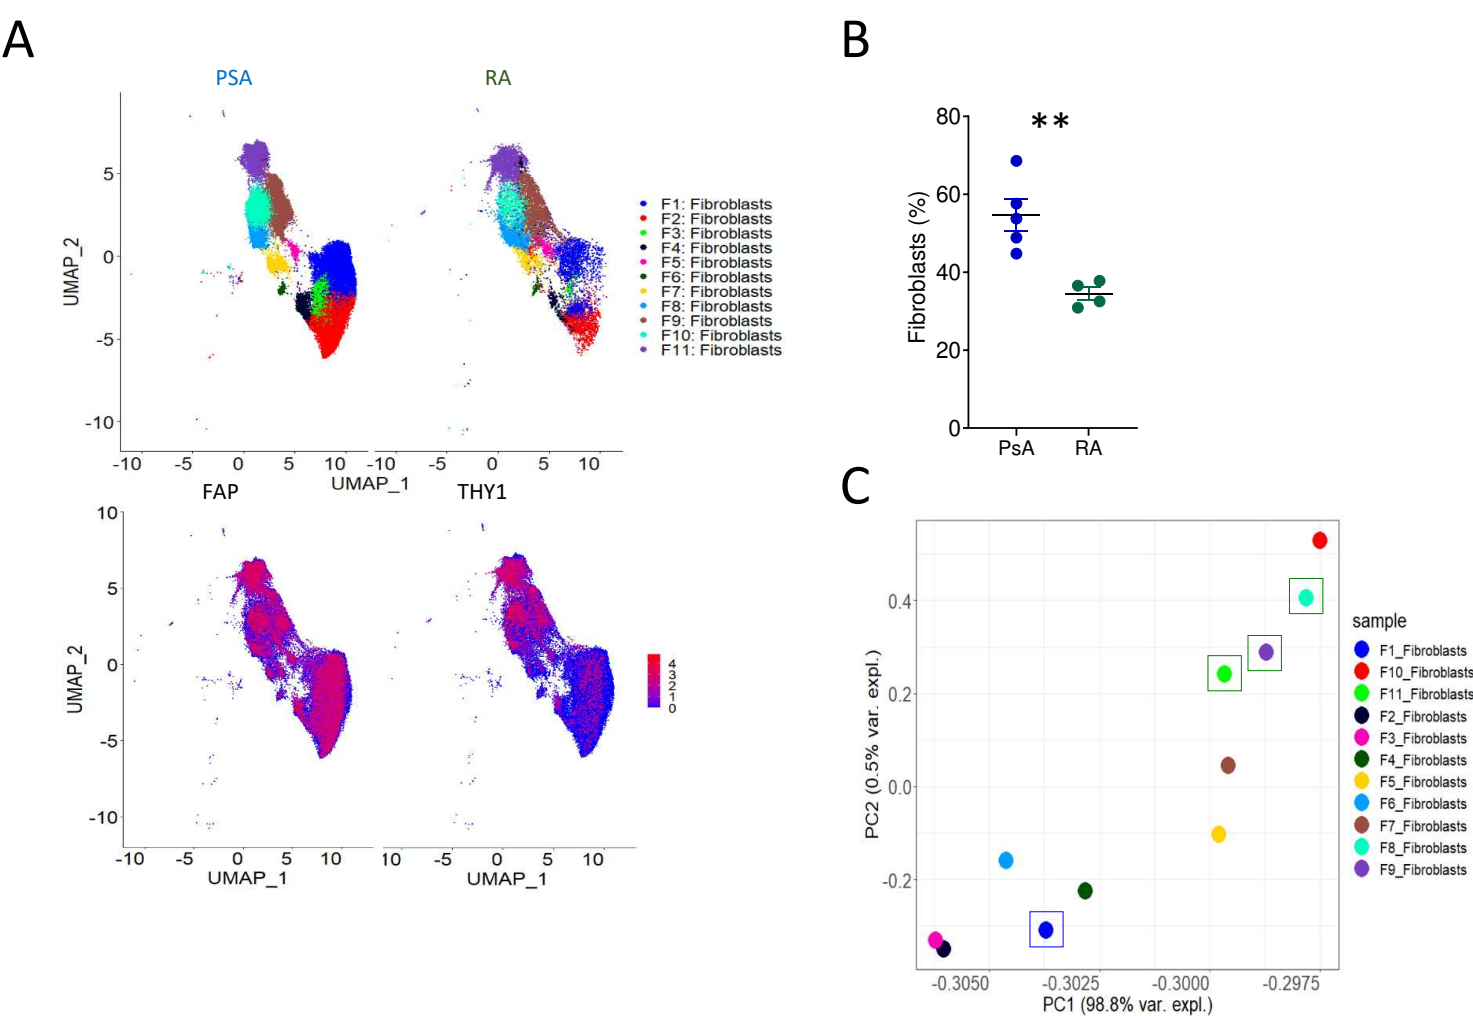 A
PSA
RA
UMAP_2
5
0
-5
-10
-10
-5
0
5
10
-10
-5
0
5
10
UMAP_1
F1: Fibroblasts
F2: Fibroblasts
F3: Fibroblasts
F4: Fibroblasts
F5: Fibroblasts
F6: Fibroblasts
F7: Fibroblasts
F8: Fibroblasts
F9: Fibroblasts
F10: Fibroblasts
F11: Fibroblasts
FAP
THY1
UMAP_2
10
5
0
-5
-10
-10
-5
0
5
10
10
-5
0
5
10
UMAP_1
UMAP_1
4
3
2
1
0
B
**
Fibroblasts (%)
80
60
40
20
0
PsA
RA
C
PC2 (0.5% var. expl.)
0.4
0.2
0.0
-0.2
-0.3050
-0.3025
-0.3000
-0.2975
PC1 (98.8% var. expl.)
sample
F1_Fibroblasts
F10_Fibroblasts
F11_Fibroblasts
F2_Fibroblasts
F3_Fibroblasts
F4_Fibroblasts
F5_Fibroblasts
F6_Fibroblasts
F7_Fibroblasts
F8_Fibroblasts
F9_Fibroblasts